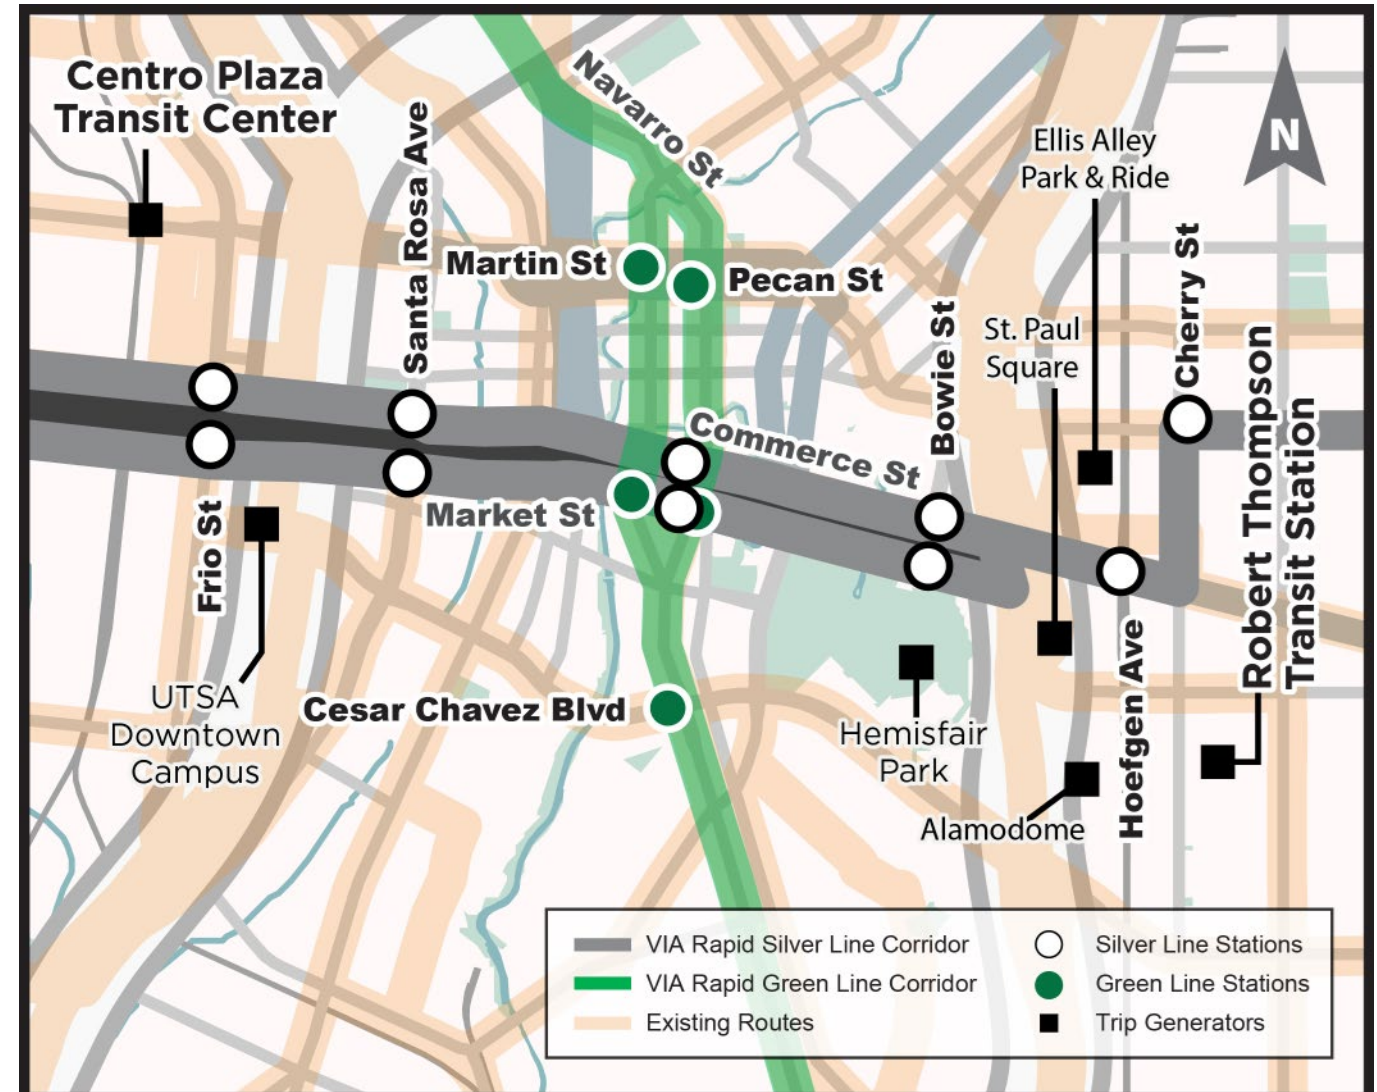 Centro Plaza
Transit Center
Santa Rosa Ave
Navarro St
Ellis Alley
Park & Ride
N
Martin St
Pecan St
Cherry St
St. Paul
Square
Bowie St
Robert Thompson
Transit Station
Commerce St
Market St
Frio St
UTSA
Downtown
Campus
Cesar Chavez Blvd
Hemisfair
Park
Hoefgen Ave
Alamodome
VIA Rapid Silver Line Corridor
VIA Rapid Green Line Corridor
Existing Routes
Silver Line Stations
Green Line Stations
Trip Generators